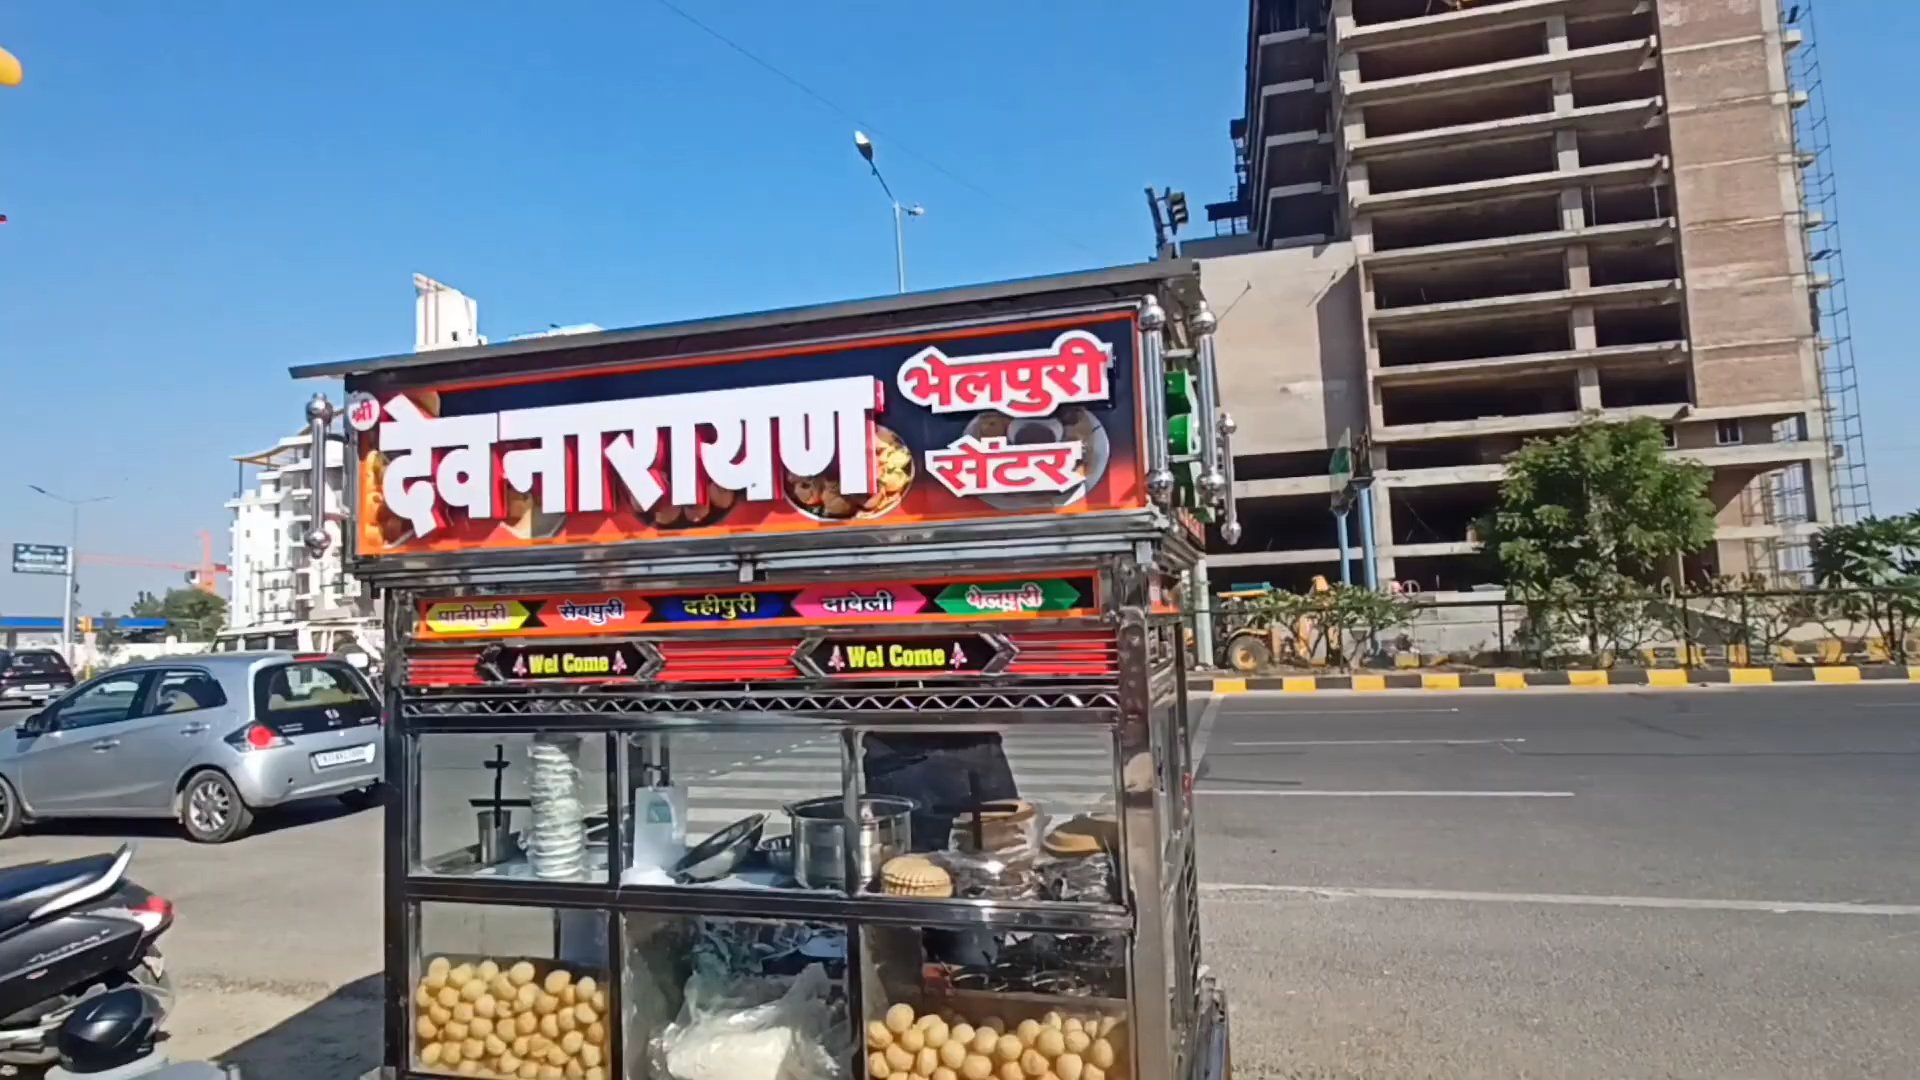 श्री
देवनारायण
भेलपुरी
सेंटर
पानीपुरी सेवपुरी दहीपुरी दावेली भेलपुरी
Wel Come Wel Come